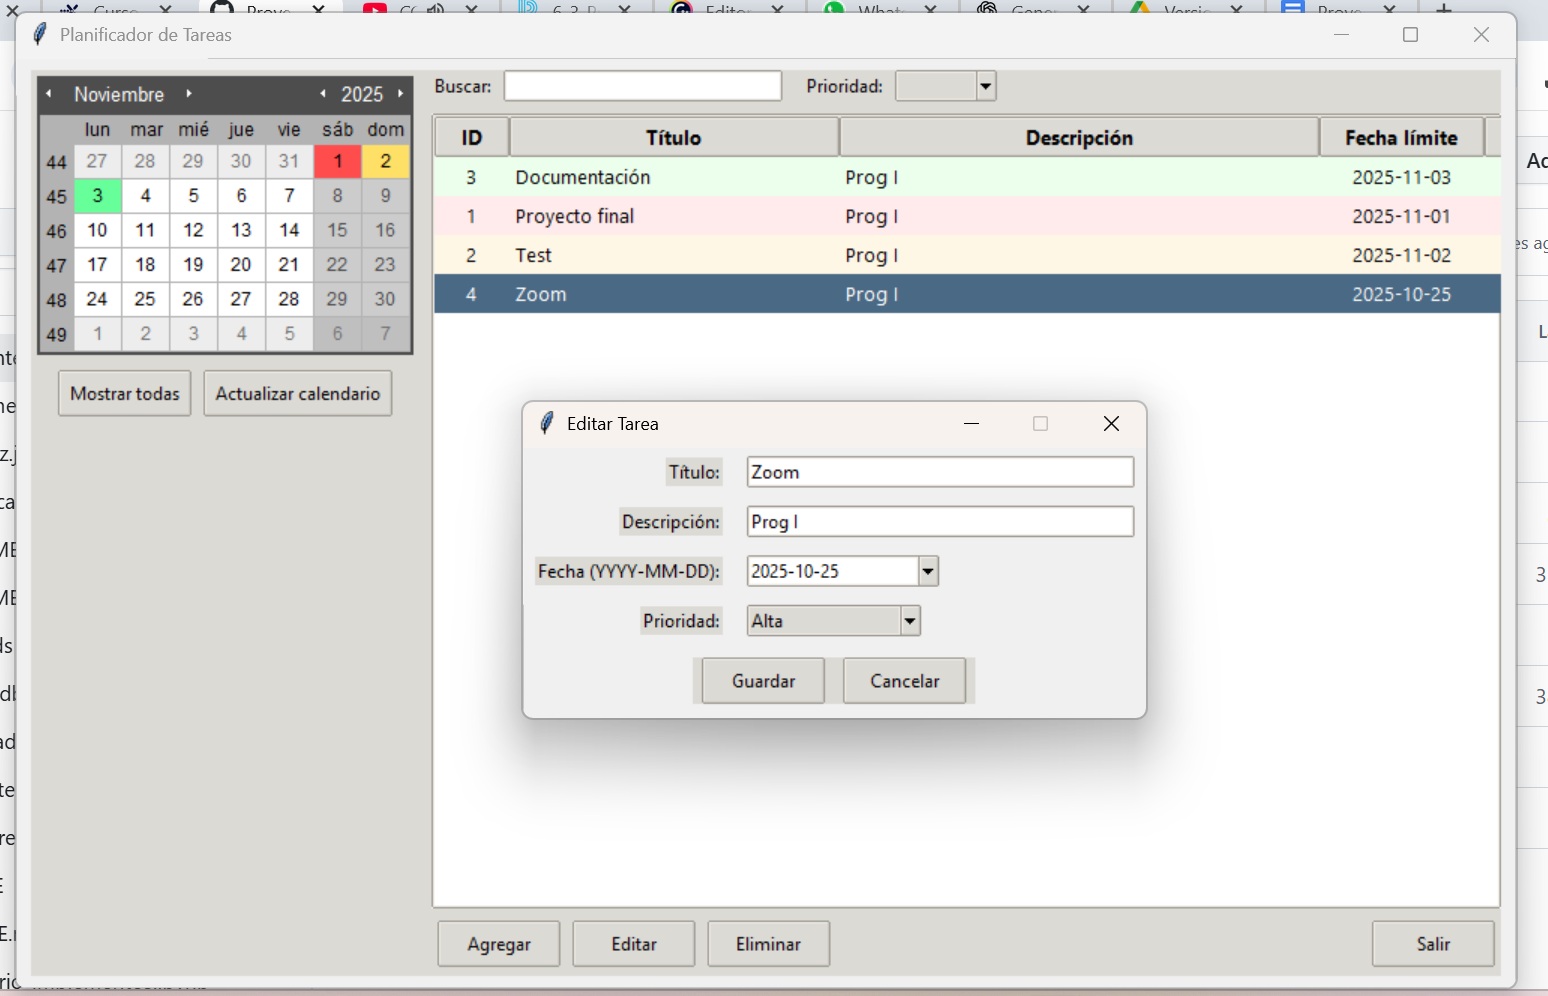 Planificador de Tareas
Noviembre 2025
lun mar mié jue vie sáb dom
44 27 28 29 30 31 1 2
45 3 4 5 6 7 8 9
46 10 11 12 13 14 15 16
47 17 18 19 20 21 22 23
48 24 25 26 27 28 29 30
49 1 2 3 4 5 6 7
Mostrar todas Actualizar calendario
Buscar: Prioridad:
ID Título Descripción Fecha límite
3 Documentación Prog I 2025-11-03
1 Proyecto final Prog I 2025-11-01
2 Test Prog I 2025-11-02
4 Zoom Prog I 2025-10-25
Editar Tarea
Título: Zoom
Descripción: Prog I
Fecha (YYYY-MM-DD): 2025-10-25
Prioridad: Alta
Guardar Cancelar
Agregar Editar Eliminar Salir